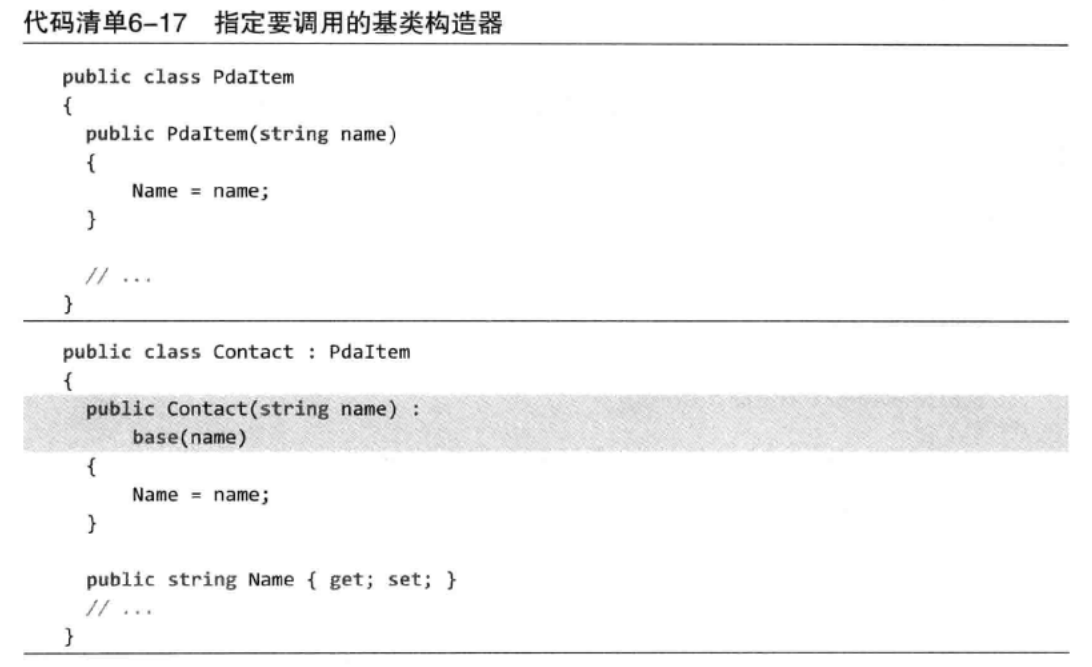 代码清单6-17 指定要调用的基类构造器
public class PdaItem
{
public PdaItem(string name)
{
Name = name;
}
// ...
}
public class Contact : PdaItem
{
public Contact(string name) :
base(name)
{
Name = name;
}
public string Name { get; set; }
// ...
}